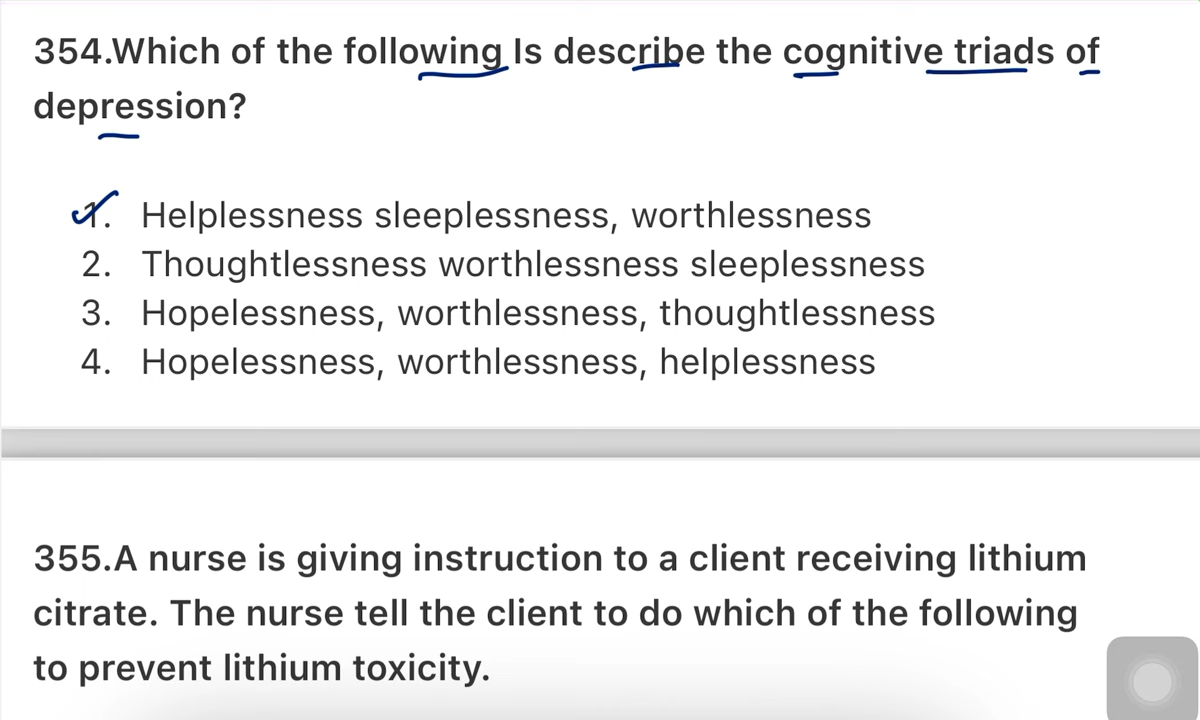 354.Which of the following Is describe the cognitive triads of
depression?
1. Helplessness sleeplessness, worthlessness
2. Thoughtlessness worthlessness sleeplessness
3. Hopelessness, worthlessness, thoughtlessness
4. Hopelessness, worthlessness, helplessness
355.A nurse is giving instruction to a client receiving lithium
citrate. The nurse tell the client to do which of the following
to prevent lithium toxicity.